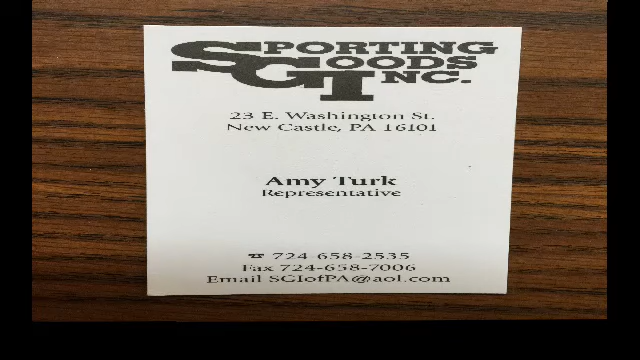 SPORTING
GOODS
INC.
23 E. Washington St.
New Castle, PA 16101
Amy Turk
Representative
☎ 724-658-2535
Fax 724-658-7006
Email SGIofPA@aol.com